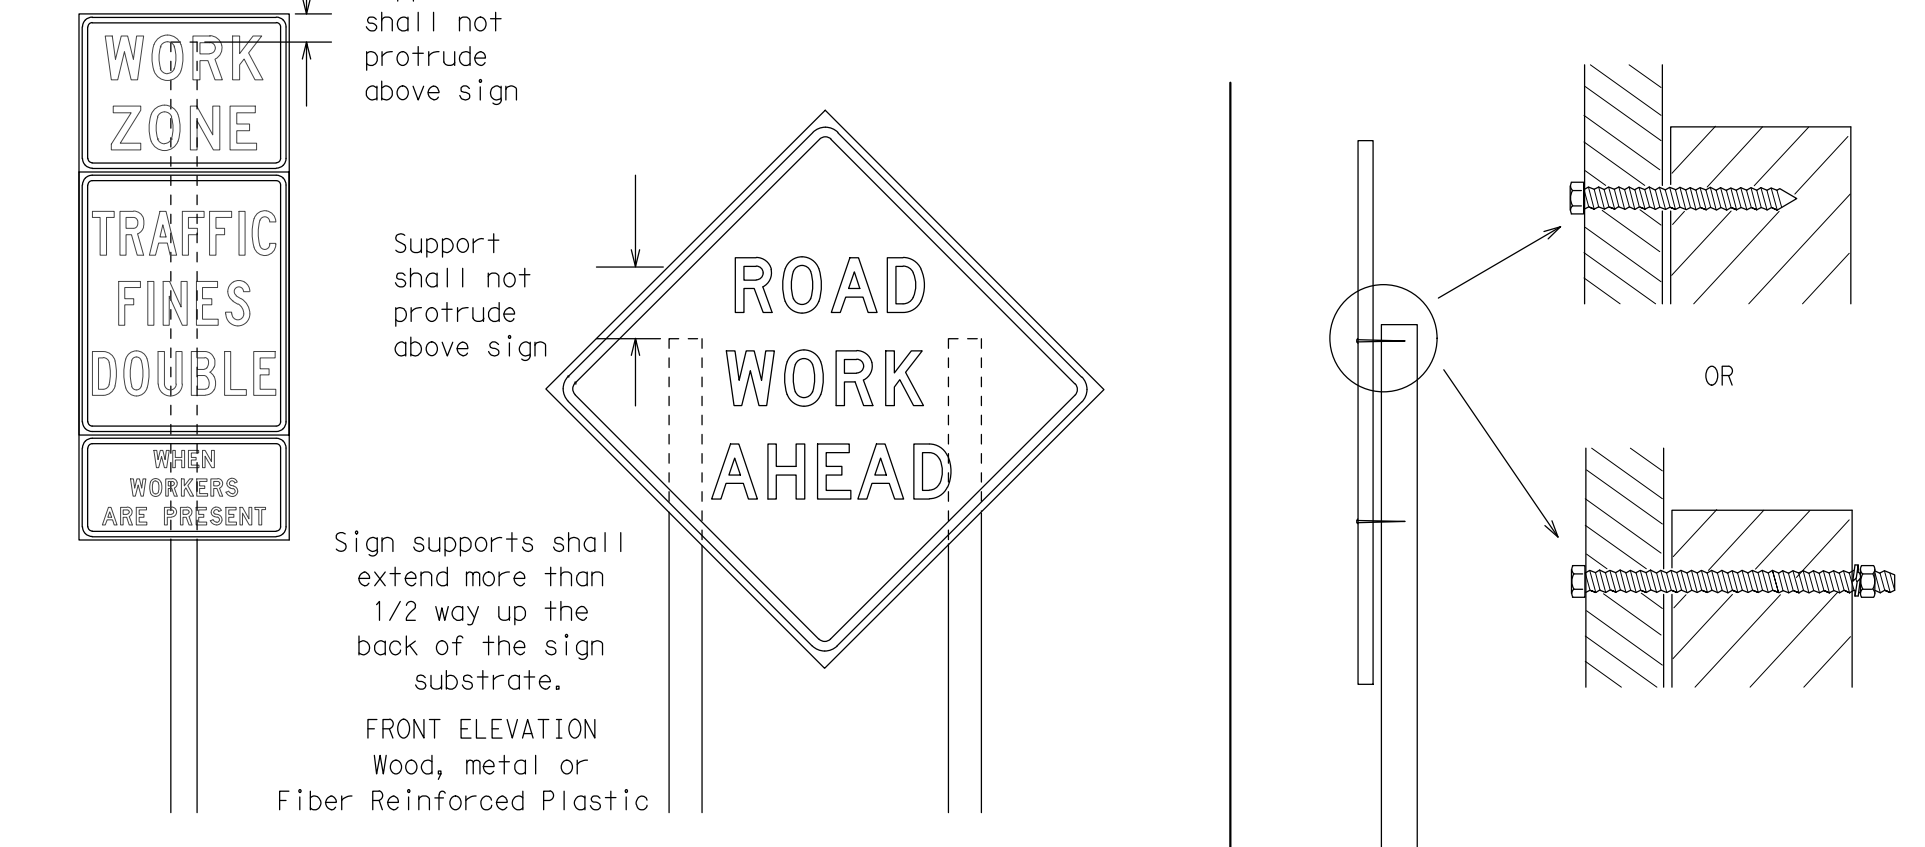 WORK
ZONE
TRAFFIC
FINES
DOUBLE
WHEN
WORKERS
ARE PRESENT
shall not
protrude
above sign
Support
shall not
protrude
above sign
ROAD
WORK
AHEAD
Sign supports shall
extend more than
1/2 way up the
back of the sign
substrate.
FRONT ELEVATION
Wood, metal or
Fiber Reinforced Plastic
OR